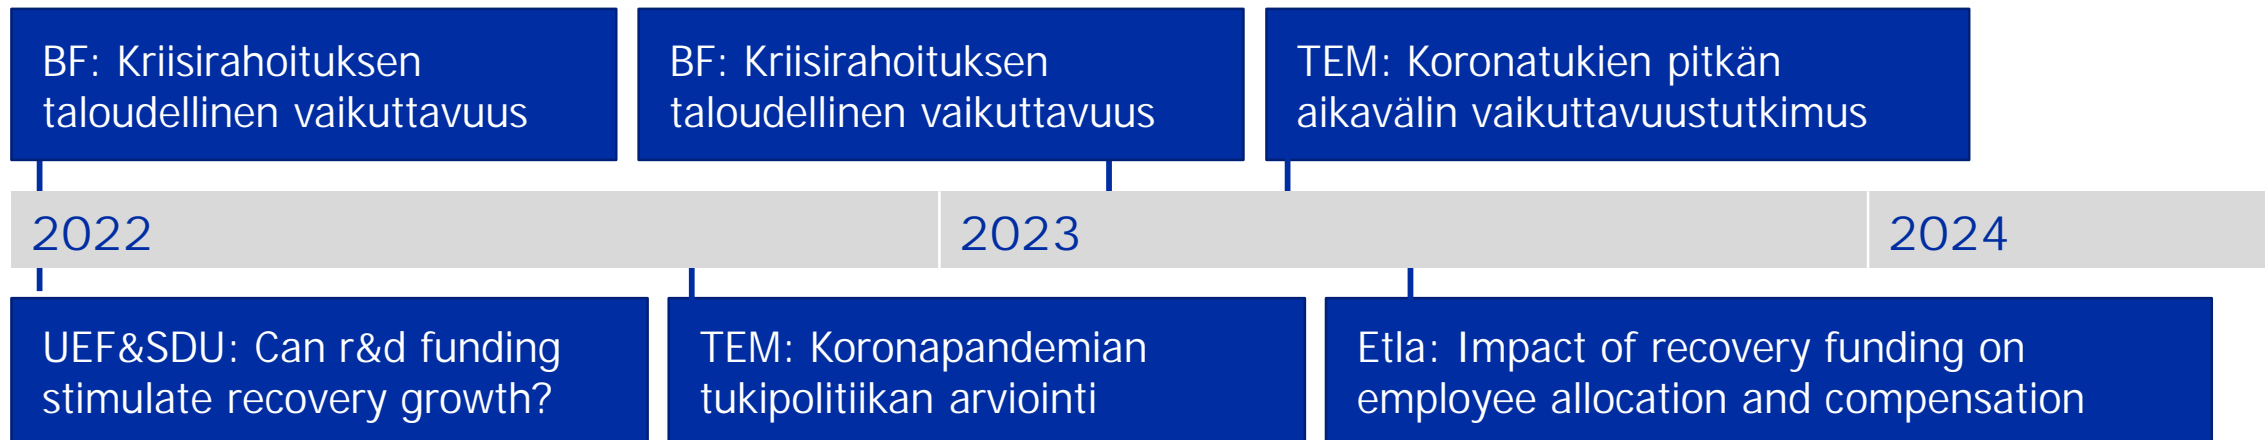 BF: Kriisirahoituksen
taloudellinen vaikuttavuus
BF: Kriisirahoituksen
taloudellinen vaikuttavuus
TEM: Koronatukien pitkän
aikavälin vaikuttavuustutkimus
2022
2023
2024
UEF&SDU: Can r&d funding
stimulate recovery growth?
TEM: Koronapandemian
tukipolitiikan arviointi
Etla: Impact of recovery funding on
employee allocation and compensation